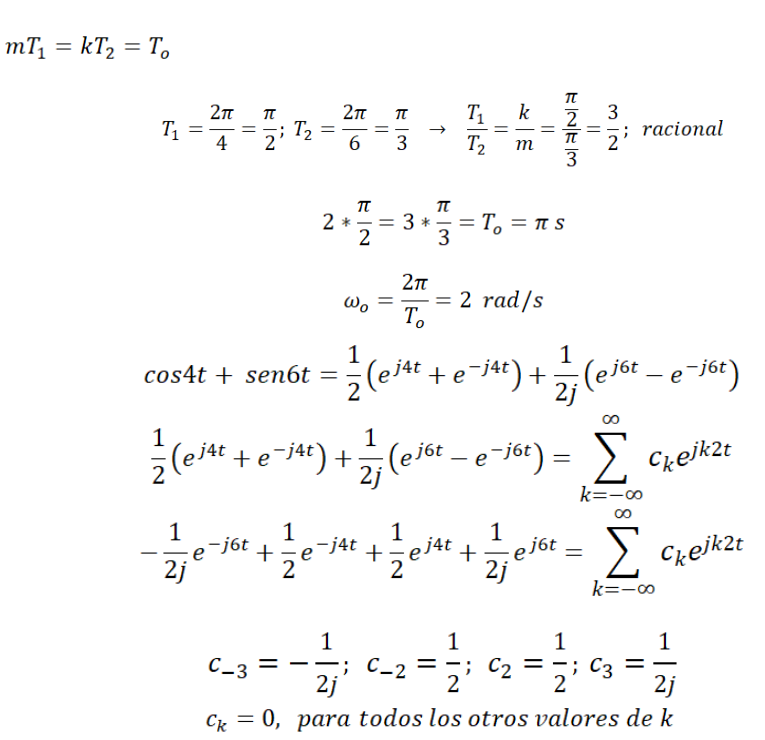 mT₁ = kT₂ = Tₒ
T₁ = 2π/4 = π/2; T₂ = 2π/6 = π/3 → T₁/T₂ = k/m = (π/2)/(π/3) = 3/2; racional
2 * π/2 = 3 * π/3 = Tₒ = π s
ωₒ = 2π/Tₒ = 2 rad/s
cos4t + sen6t = 1/2 (e^{j4t} + e^{-j4t}) + 1/2j (e^{j6t} − e^{-j6t})
1/2 (e^{j4t} + e^{-j4t}) + 1/2j (e^{j6t} − e^{-j6t}) = ∑_{k=-∞}^{∞} c_k e^{jk2t}
− 1/2j e^{-j6t} + 1/2 e^{-j4t} + 1/2 e^{j4t} + 1/2j e^{j6t} = ∑_{k=-∞}^{∞} c_k e^{jk2t}
c₋₃ = − 1/2j; c₋₂ = 1/2; c₂ = 1/2; c₃ = 1/2j
c_k = 0, para todos los otros valores de k